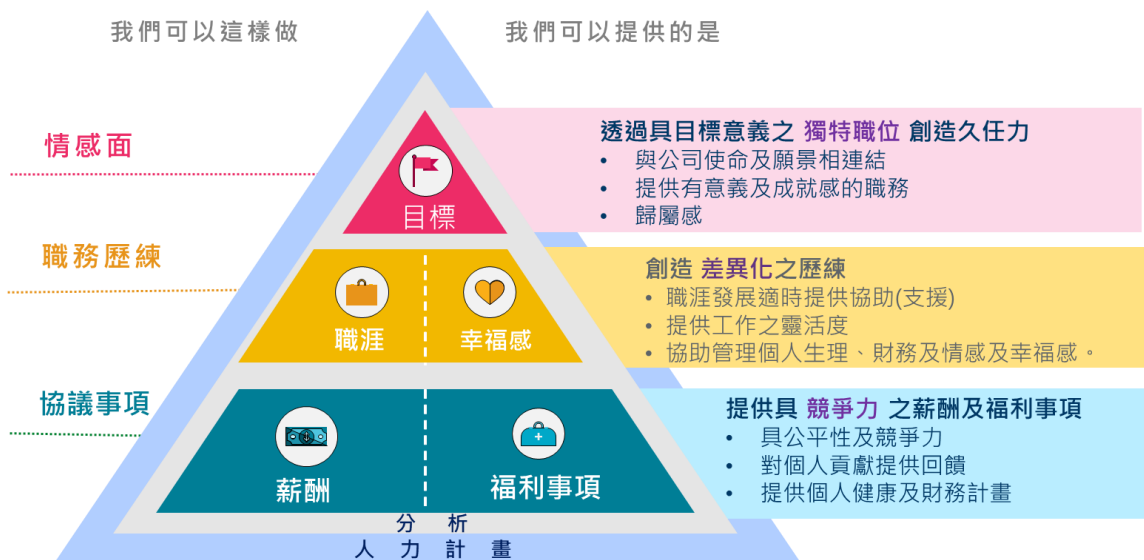 我們可以這樣做
我們可以提供的是
情感面
目標
透過具目標意義之 獨特職位 創造久任力
• 與公司使命及願景相連結
• 提供有意義及成就感的職務
• 歸屬感
職務歷練
職涯
幸福感
創造 差異化之歷練
• 職涯發展適時提供協助(支援)
• 提供工作之靈活度
• 協助管理個人生理、財務及情感及幸福感。
協議事項
薪酬
福利事項
提供具 競爭力 之薪酬及福利事項
• 具公平性及競爭力
• 對個人貢獻提供回饋
• 提供個人健康及財務計畫
分析
人力計畫